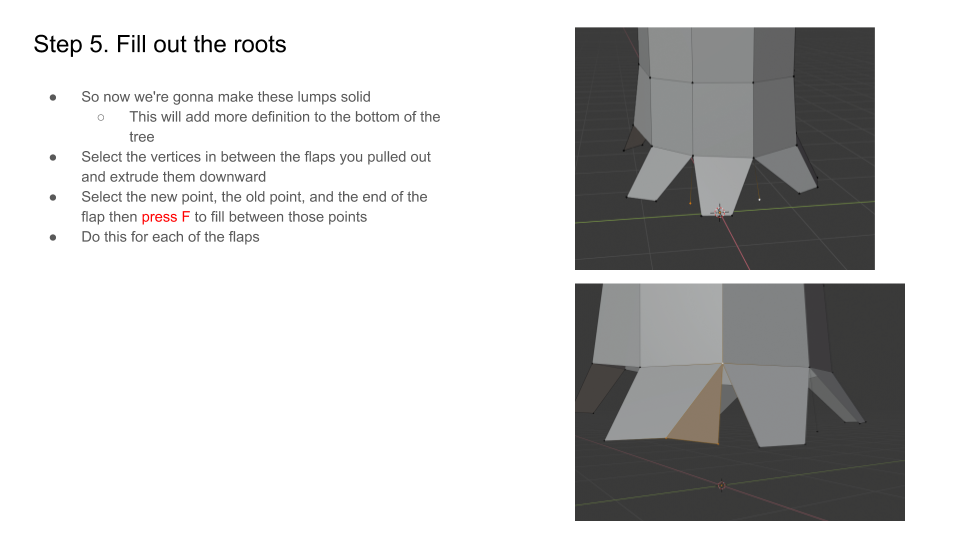 Step 5. Fill out the roots
● So now we're gonna make these lumps solid
○ This will add more definition to the bottom of the
tree
● Select the vertices in between the flaps you pulled out
and extrude them downward
● Select the new point, the old point, and the end of the
flap then press F to fill between those points
● Do this for each of the flaps